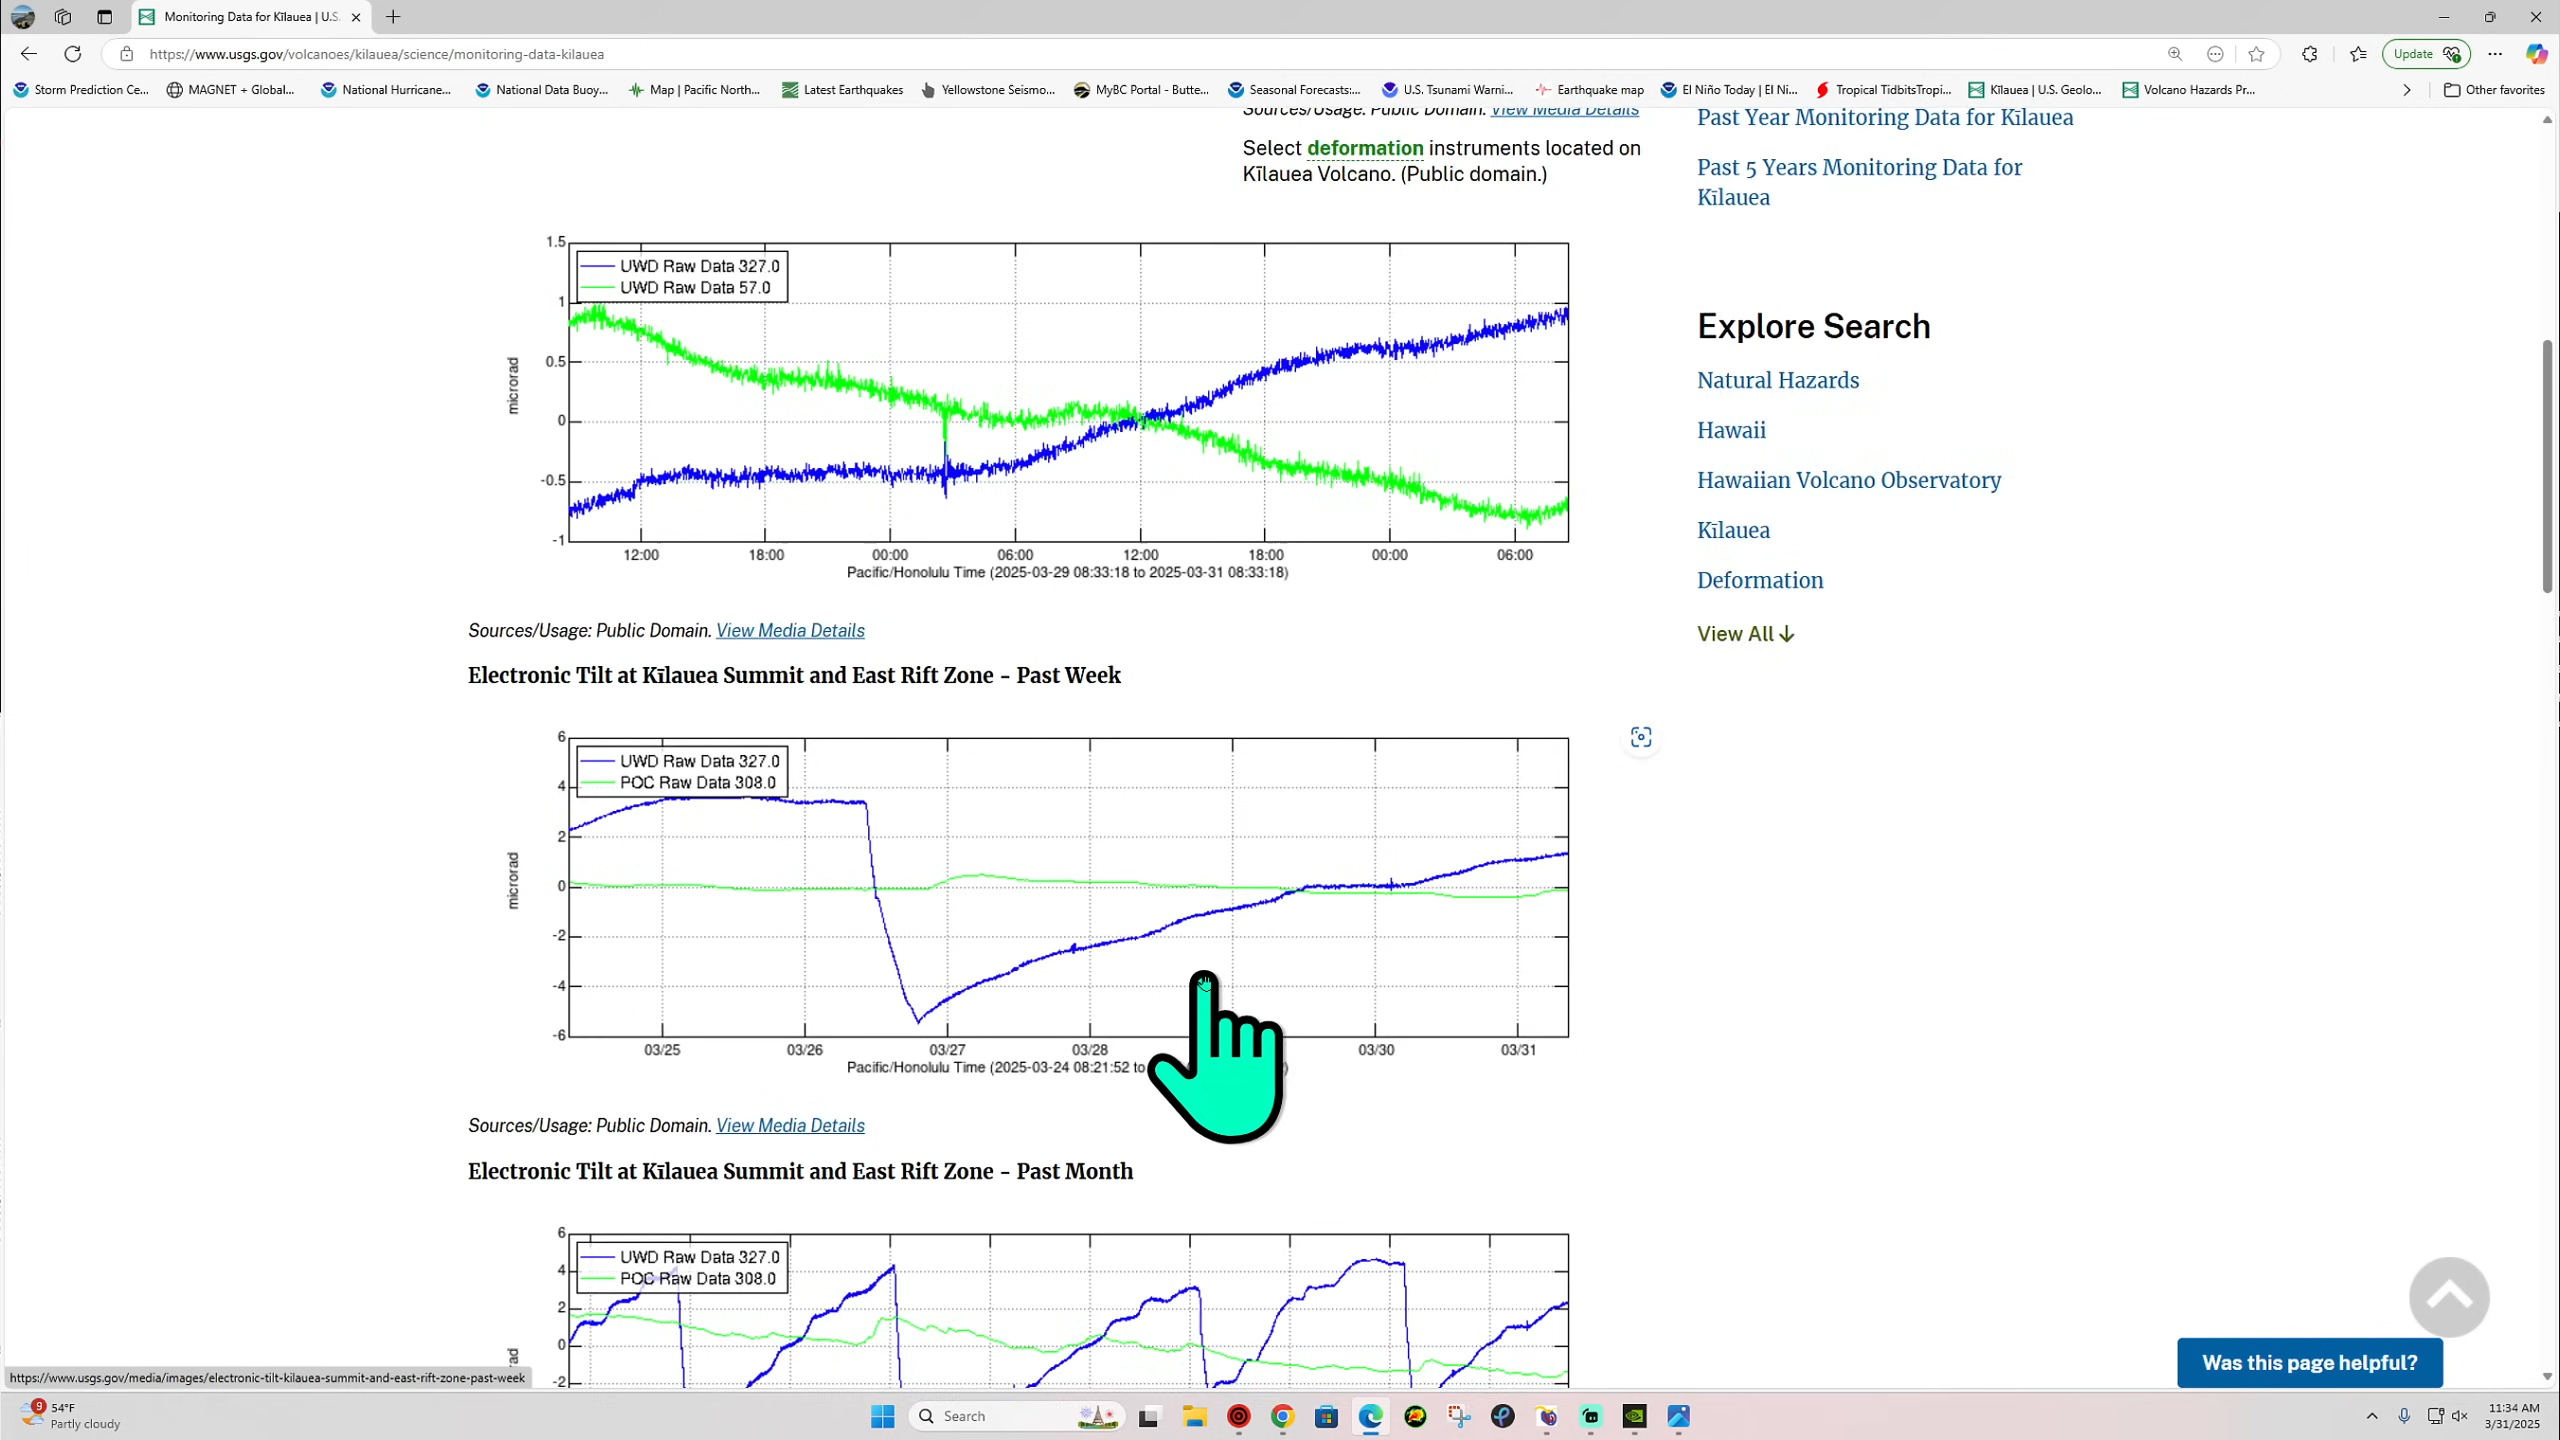 Monitoring Data for Kīlauea | U.S.
https://www.usgs.gov/volcanoes/kilauea/science/monitoring-data-kilauea
Update
Storm Prediction Ce...
MAGNET + Global...
National Hurricane...
National Data Buoy...
Map | Pacific North...
Latest Earthquakes
Yellowstone Seismo...
MyBC Portal - Butte...
Seasonal Forecasts:...
U.S. Tsunami Warni...
Earthquake map
El Niño Today | El Ni...
Tropical TidbitsTropi...
Kīlauea | U.S. Geolo...
Volcano Hazards Pr...
Other favorites
Sources/Usage: Public Domain. View Media Details
Select deformation instruments located on
Kīlauea Volcano. (Public domain.)
Past Year Monitoring Data for Kīlauea
Past 5 Years Monitoring Data for
Kīlauea
Explore Search
Natural Hazards
Hawaii
Hawaiian Volcano Observatory
Kīlauea
Deformation
View All
1.5
1
0.5
0
-0.5
-1
microrad
UWD Raw Data 327.0
UWD Raw Data 57.0
12:00 18:00 00:00 06:00 12:00 18:00 00:00 06:00
Pacific/Honolulu Time (2025-03-29 08:33:18 to 2025-03-31 08:33:18)
Sources/Usage: Public Domain. View Media Details
Electronic Tilt at Kīlauea Summit and East Rift Zone - Past Week
6
4
2
0
-2
-4
-6
microrad
UWD Raw Data 327.0
POC Raw Data 308.0
03/25 03/26 03/27 03/28 03/30 03/31
Pacific/Honolulu Time (2025-03-24 08:21:52 to )
Sources/Usage: Public Domain. View Media Details
Electronic Tilt at Kīlauea Summit and East Rift Zone - Past Month
6
4
2
0
-2
rad
UWD Raw Data 327.0
POC Raw Data 308.0
Was this page helpful?
https://www.usgs.gov/media/images/electronic-tilt-kilauea-summit-and-east-rift-zone-past-week
9
54°F
Partly cloudy
Search
11:34 AM
3/31/2025